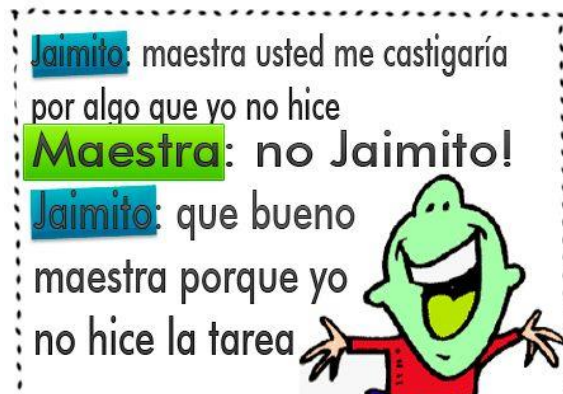 Jaimito: maestra usted me castigaría
por algo que yo no hice
Maestra: no Jaimito!
Jaimito: que bueno
maestra porque yo
no hice la tarea